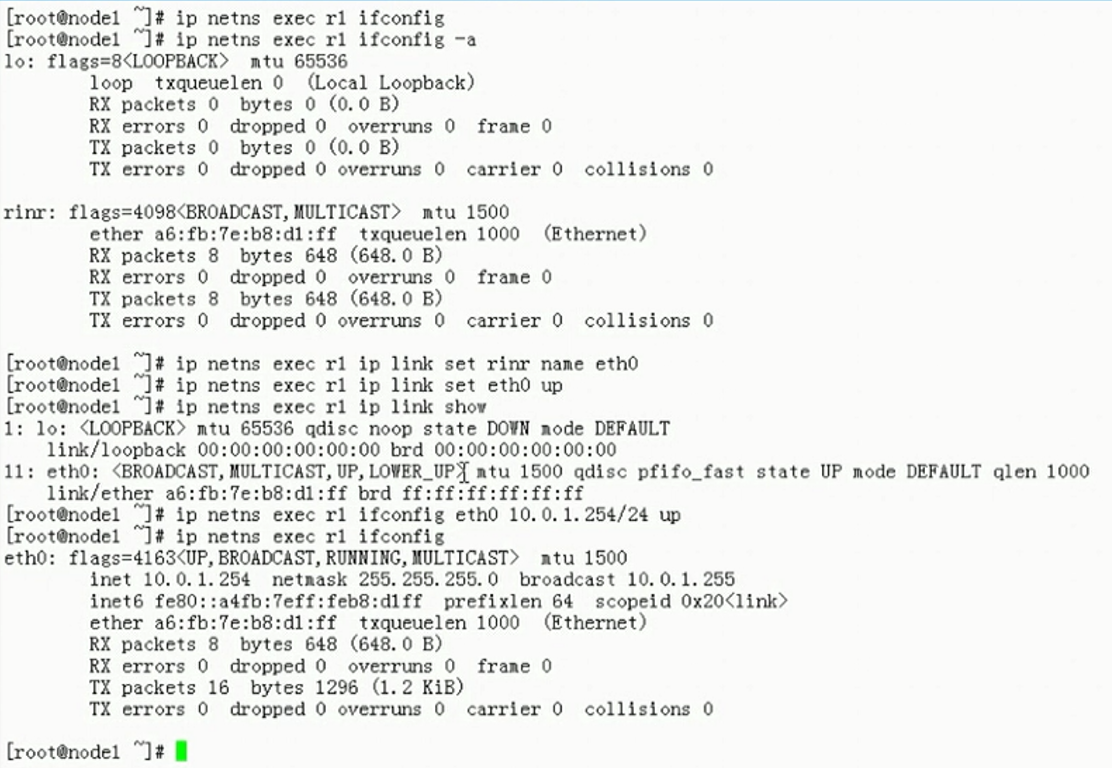 [root@node1 ~]# ip netns exec r1 ifconfig
[root@node1 ~]# ip netns exec r1 ifconfig -a
lo: flags=8<LOOPBACK>  mtu 65536
        loop  txqueuelen 0  (Local Loopback)
        RX packets 0  bytes 0 (0.0 B)
        RX errors 0  dropped 0  overruns 0  frame 0
        TX packets 0  bytes 0 (0.0 B)
        TX errors 0  dropped 0 overruns 0  carrier 0  collisions 0

rinr: flags=4098<BROADCAST,MULTICAST>  mtu 1500
        ether a6:fb:7e:b8:d1:ff  txqueuelen 1000  (Ethernet)
        RX packets 8  bytes 648 (648.0 B)
        RX errors 0  dropped 0  overruns 0  frame 0
        TX packets 8  bytes 648 (648.0 B)
        TX errors 0  dropped 0 overruns 0  carrier 0  collisions 0

[root@node1 ~]# ip netns exec r1 ip link set rinr name eth0
[root@node1 ~]# ip netns exec r1 ip link set eth0 up
[root@node1 ~]# ip netns exec r1 ip link show
1: lo: <LOOPBACK> mtu 65536 qdisc noop state DOWN mode DEFAULT
    link/loopback 00:00:00:00:00:00 brd 00:00:00:00:00:00
11: eth0: <BROADCAST,MULTICAST,UP,LOWER_UP> mtu 1500 qdisc pfifo_fast state UP mode DEFAULT qlen 1000
    link/ether a6:fb:7e:b8:d1:ff brd ff:ff:ff:ff:ff:ff
[root@node1 ~]# ip netns exec r1 ifconfig eth0 10.0.1.254/24 up
[root@node1 ~]# ip netns exec r1 ifconfig
eth0: flags=4163<UP,BROADCAST,RUNNING,MULTICAST>  mtu 1500
        inet 10.0.1.254  netmask 255.255.255.0  broadcast 10.0.1.255
        inet6 fe80::a4fb:7eff:feb8:d1ff  prefixlen 64  scopeid 0x20<link>
        ether a6:fb:7e:b8:d1:ff  txqueuelen 1000  (Ethernet)
        RX packets 8  bytes 648 (648.0 B)
        RX errors 0  dropped 0  overruns 0  frame 0
        TX packets 16  bytes 1296 (1.2 KiB)
        TX errors 0  dropped 0 overruns 0  carrier 0  collisions 0

[root@node1 ~]#